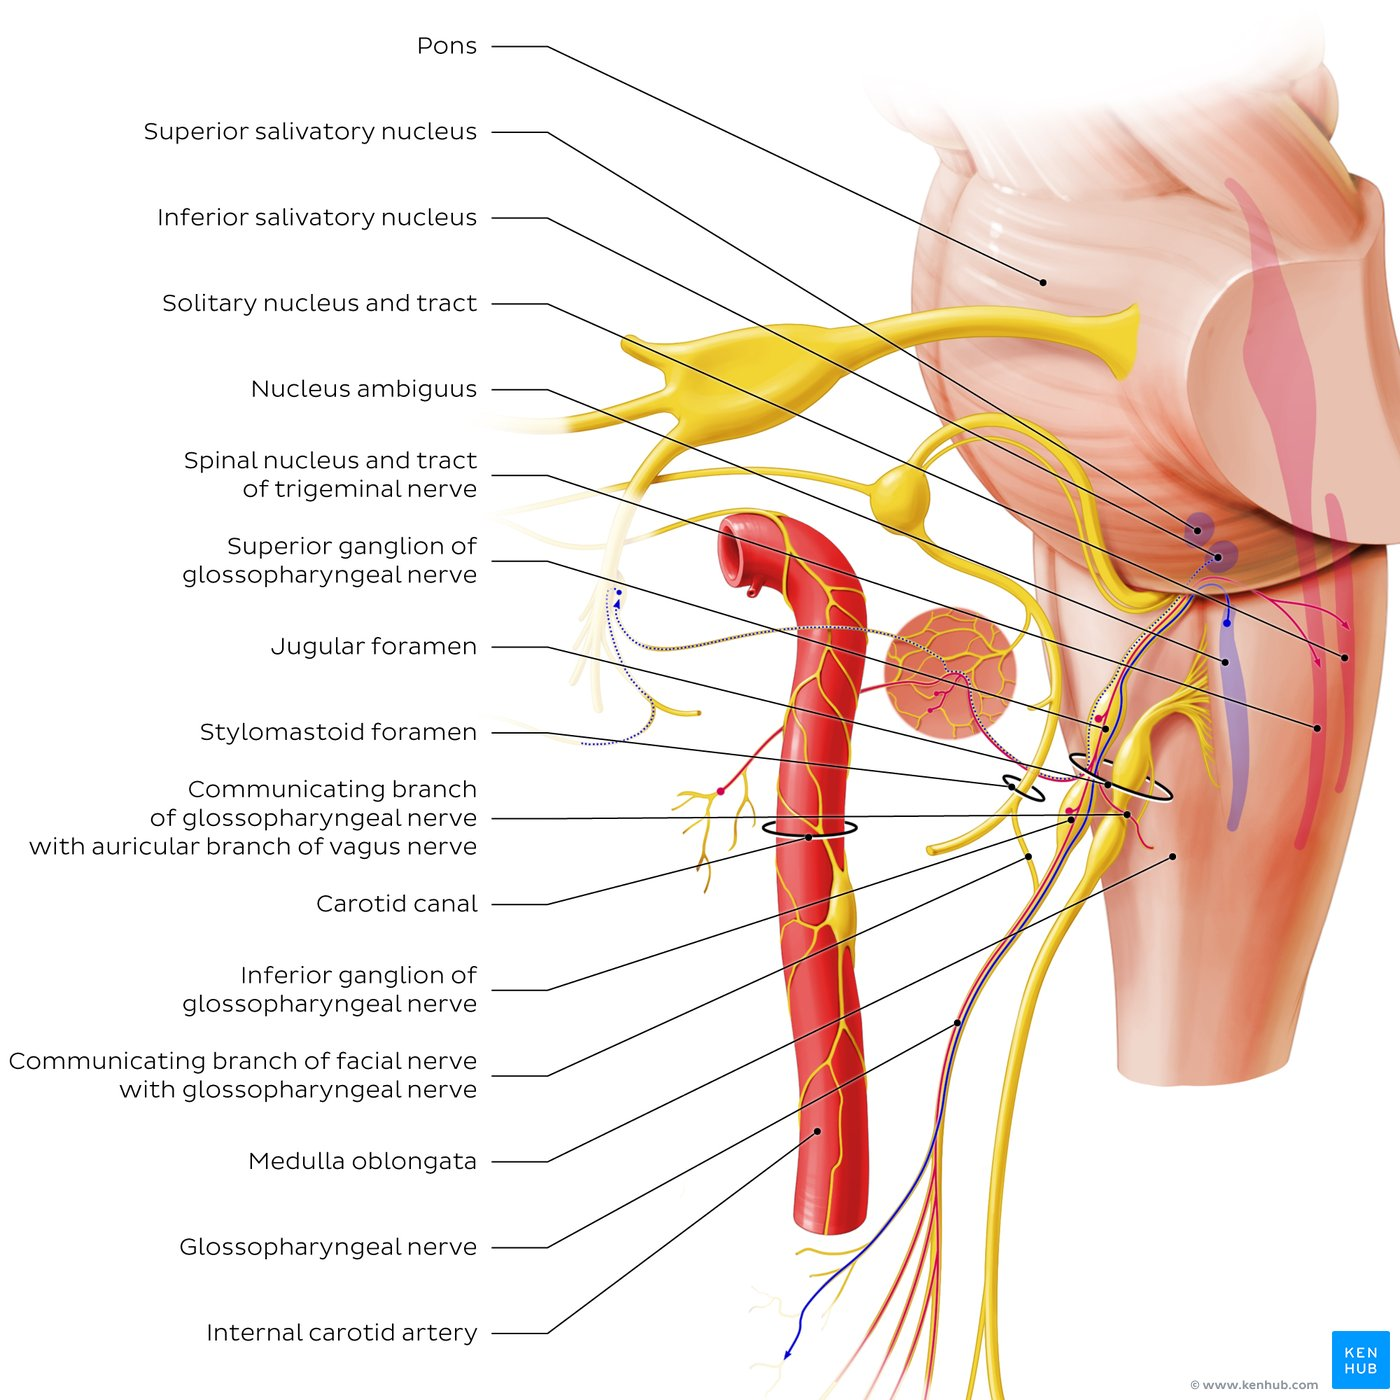 Pons
Superior salivatory nucleus
Inferior salivatory nucleus
Solitary nucleus and tract
Nucleus ambiguus
Spinal nucleus and tract
of trigeminal nerve
Superior ganglion of
glossopharyngeal nerve
Jugular foramen
Stylomastoid foramen
Communicating branch
of glossopharyngeal nerve
with auricular branch of vagus nerve
Carotid canal
Inferior ganglion of
glossopharyngeal nerve
Communicating branch of facial nerve
with glossopharyngeal nerve
Medulla oblongata
Glossopharyngeal nerve
Internal carotid artery
KEN
HUB
© www.kenhub.com